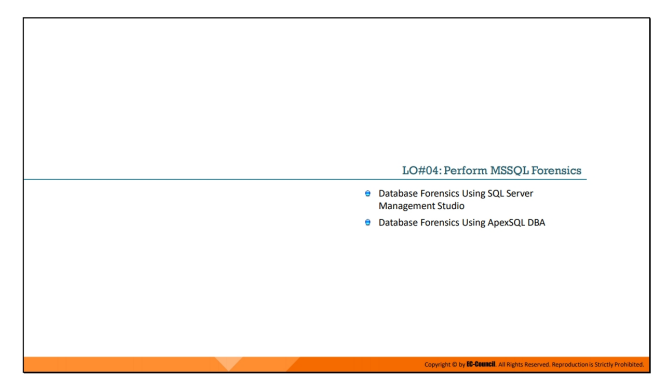 LO#04: Perform MSSQL Forensics
Database Forensics Using SQL Server
Management Studio
Database Forensics Using ApexSQL DBA
Copyright © by EC-Council. All Rights Reserved. Reproduction is Strictly Prohibited.